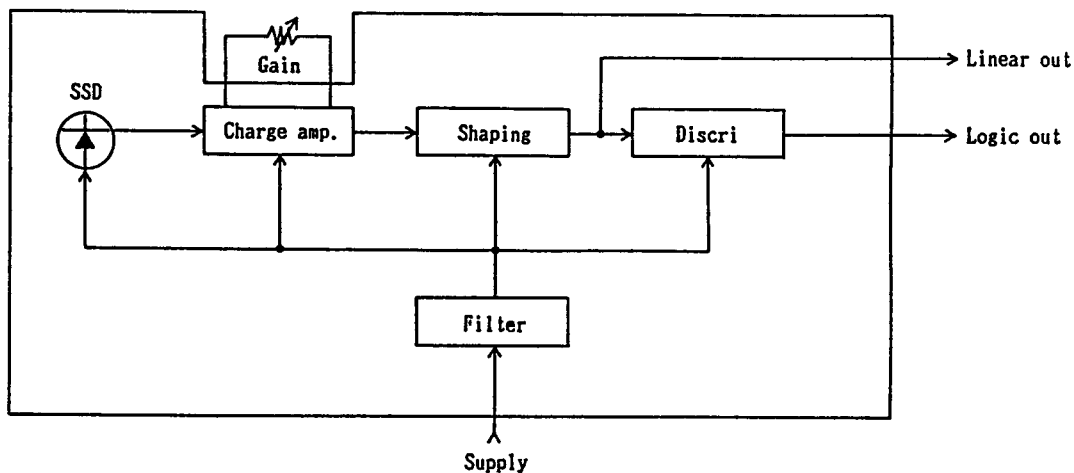 Gain
Linear out
SSD
Charge amp.
Shaping
Discri
Logic out
Filter
Supply